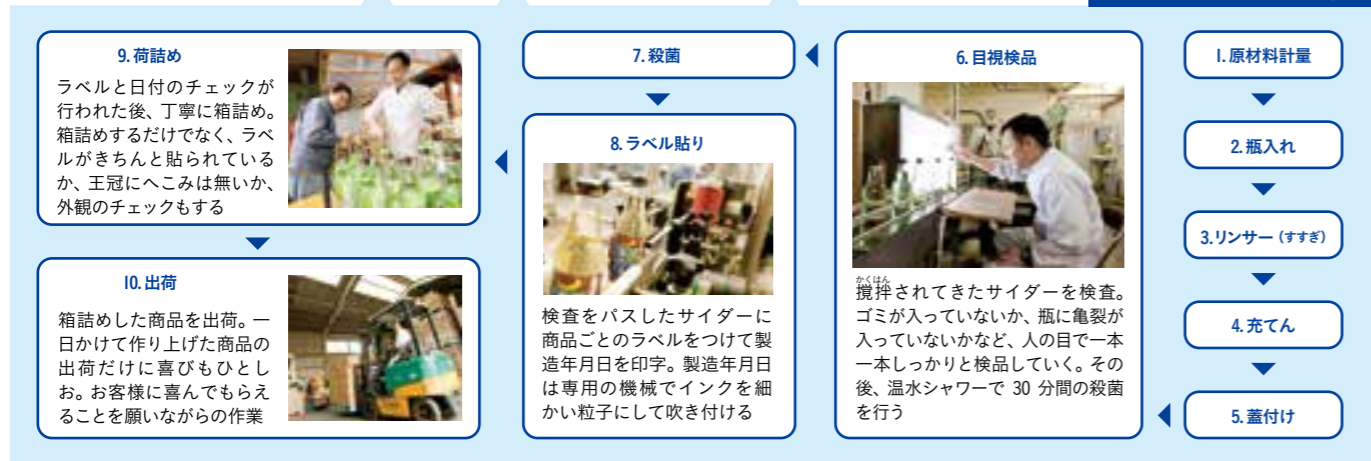 1.原材料計量
2.瓶入れ
3.リンサー(すすぎ)
4.充てん
5.蓋付け
6.目視検品
かくはん
撹拌されてきたサイダーを検査。
ゴミが入っていないか、瓶に亀裂が
入っていないかなど、人の目で一本
一本しっかりと検品していく。その
後、温水シャワーで 30 分間の殺菌
を行う
7.殺菌
8.ラベル貼り
検査をパスしたサイダーに
商品ごとのラベルをつけて製
造年月日を印字。製造年月日
は専用の機械でインクを細
かい粒子にして吹き付ける
9.荷詰め
ラベルと日付のチェックが
行われた後、丁寧に箱詰め。
箱詰めするだけでなく、ラベ
ルがきちんと貼られている
か、王冠にへこみは無いか、
外観のチェックもする
10.出荷
箱詰めした商品を出荷。一
日かけて作り上げた商品の
出荷だけに喜びもひとし
お。お客様に喜んでもらえ
ることを願いながらの作業